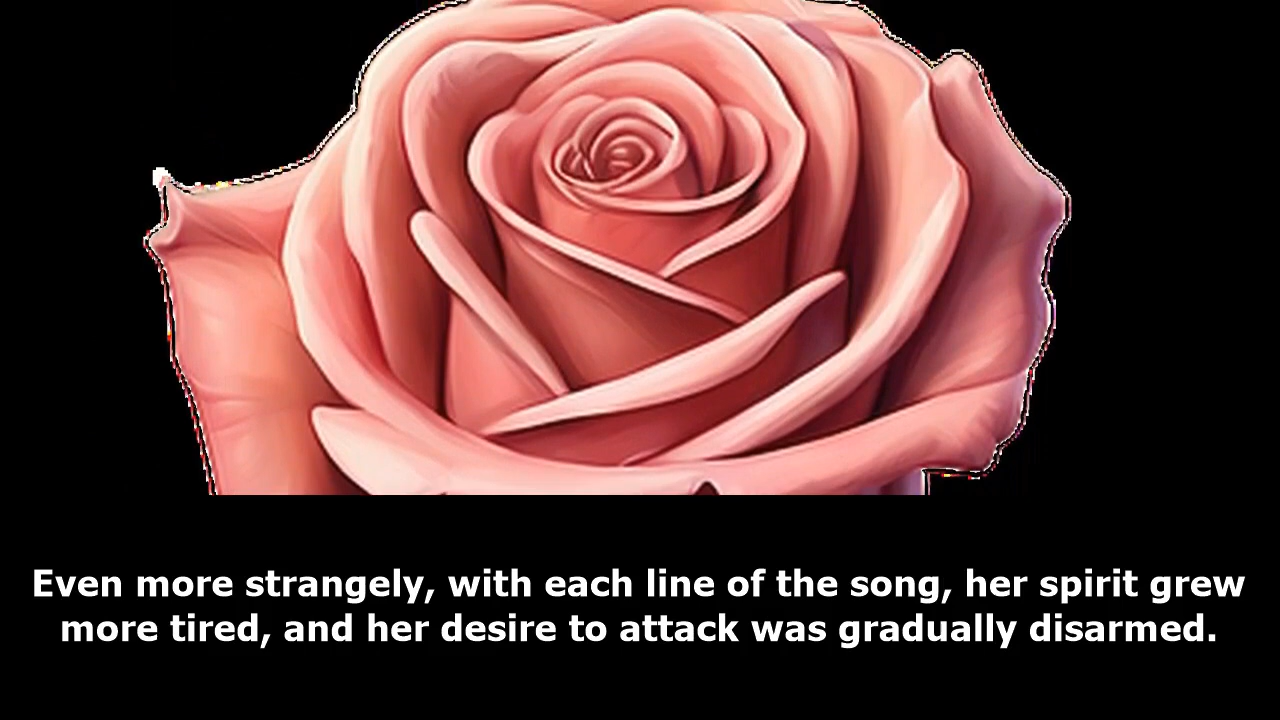 Even more strangely, with each line of the song, her spirit grew
more tired, and her desire to attack was gradually disarmed.